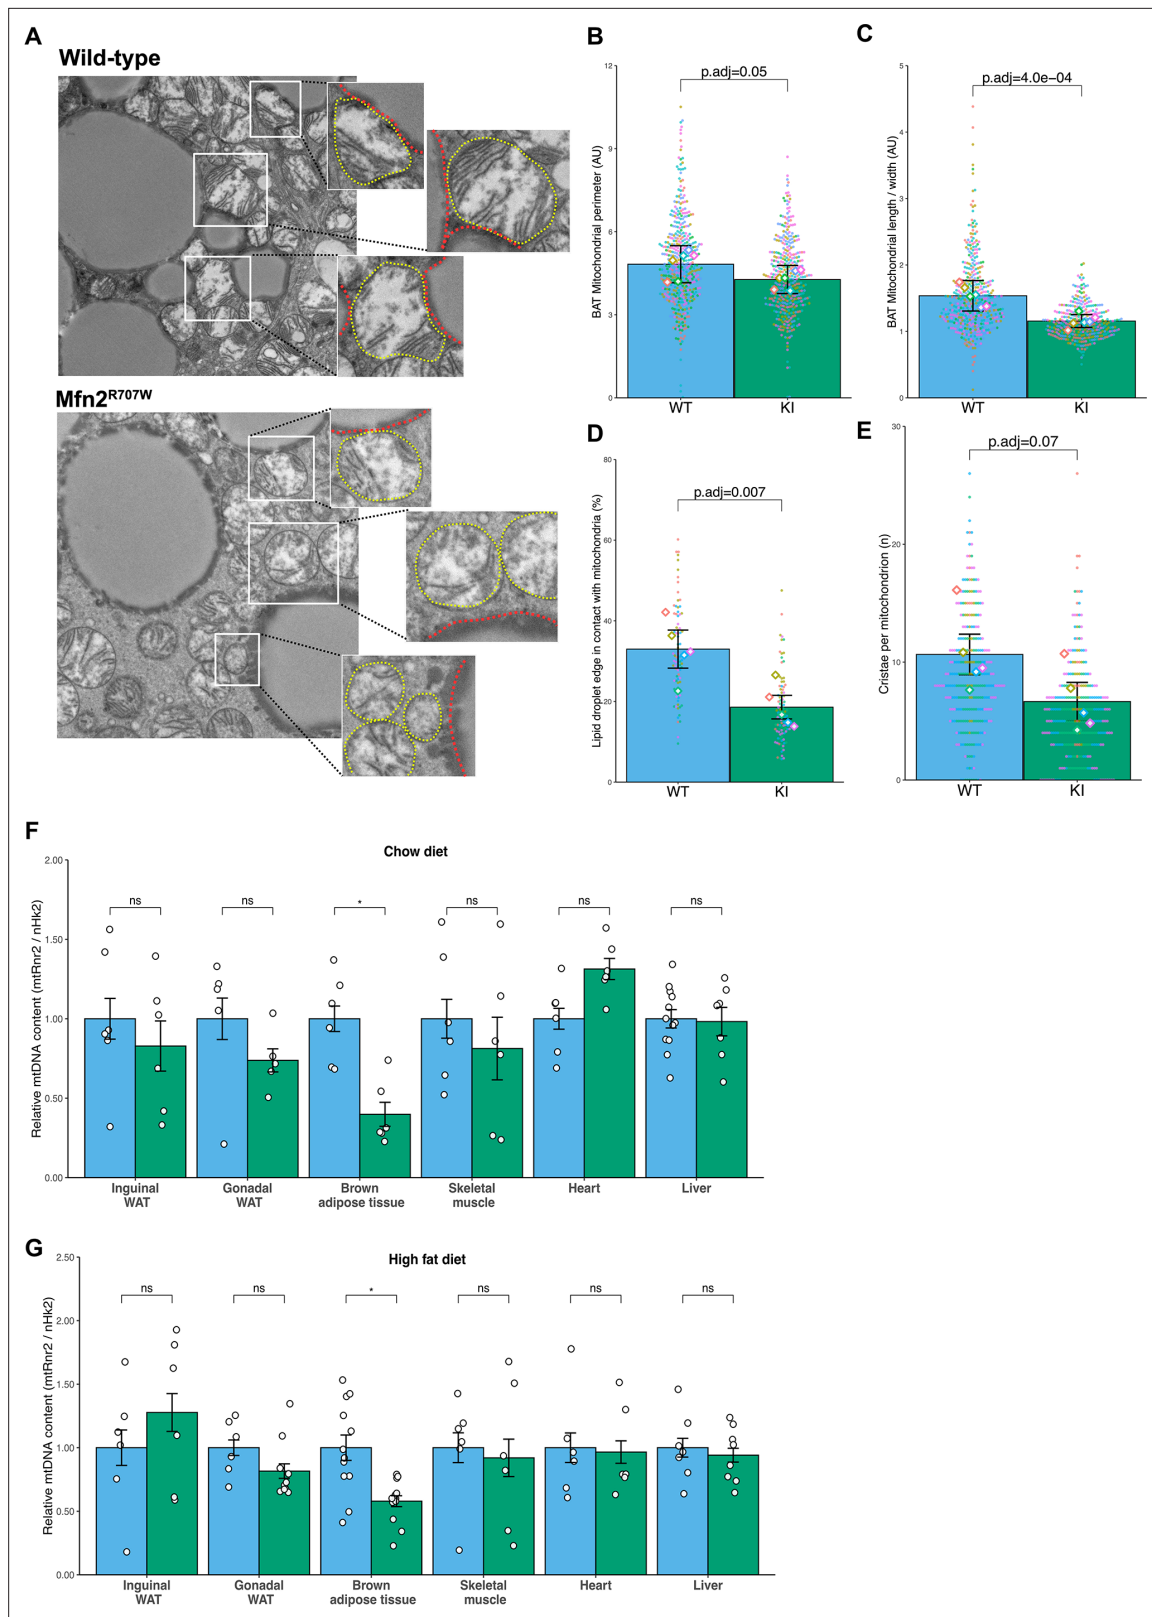 A
Wild-type
Mfn2R707W
B
p.adj=0.05
BAT Mitochondrial perimeter (AU)
12
9
6
3
0
WT
KI
C
p.adj=4.0e−04
BAT Mitochondrial length / width (AU)
5
4
3
2
1
0
WT
KI
D
p.adj=0.007
Lipid droplet edge in contact with mitochondria (%)
80
60
40
20
0
WT
KI
E
p.adj=0.07
Cristae per mitochondrion (n)
30
20
10
0
WT
KI
F
Chow diet
Relative mtDNA content (mtRnr2 / nHk2)
2.00
1.50
1.00
0.50
0.00
ns
ns
*
ns
ns
ns
Inguinal
WAT
Gonadal
WAT
Brown
adipose tissue
Skeletal
muscle
Heart
Liver
G
High fat diet
Relative mtDNA content (mtRnr2 / nHk2)
2.50
2.00
1.50
1.00
0.50
0.00
ns
ns
*
ns
ns
ns
Inguinal
WAT
Gonadal
WAT
Brown
adipose tissue
Skeletal
muscle
Heart
Liver